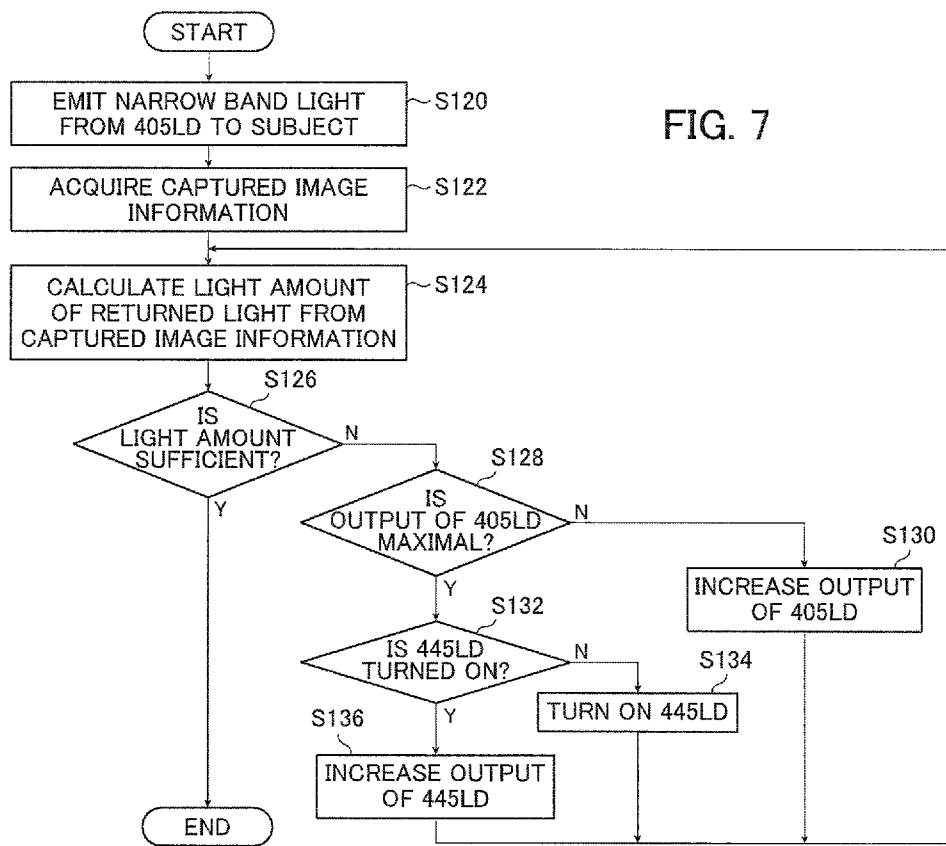 START
EMIT NARROW BAND LIGHT
FROM 405LD TO SUBJECT
S120
FIG. 7
ACQUIRE CAPTURED IMAGE
INFORMATION
S122
CALCULATE LIGHT AMOUNT
OF RETURNED LIGHT FROM
CAPTURED IMAGE INFORMATION
S124
S126
IS
LIGHT AMOUNT
SUFFICIENT?
N
Y
S128
IS
OUTPUT OF 405LD
MAXIMAL?
N
Y
S130
INCREASE OUTPUT
OF 405LD
S132
IS 445LD
TURNED ON?
N
Y
S134
TURN ON 445LD
S136
INCREASE OUTPUT
OF 445LD
END